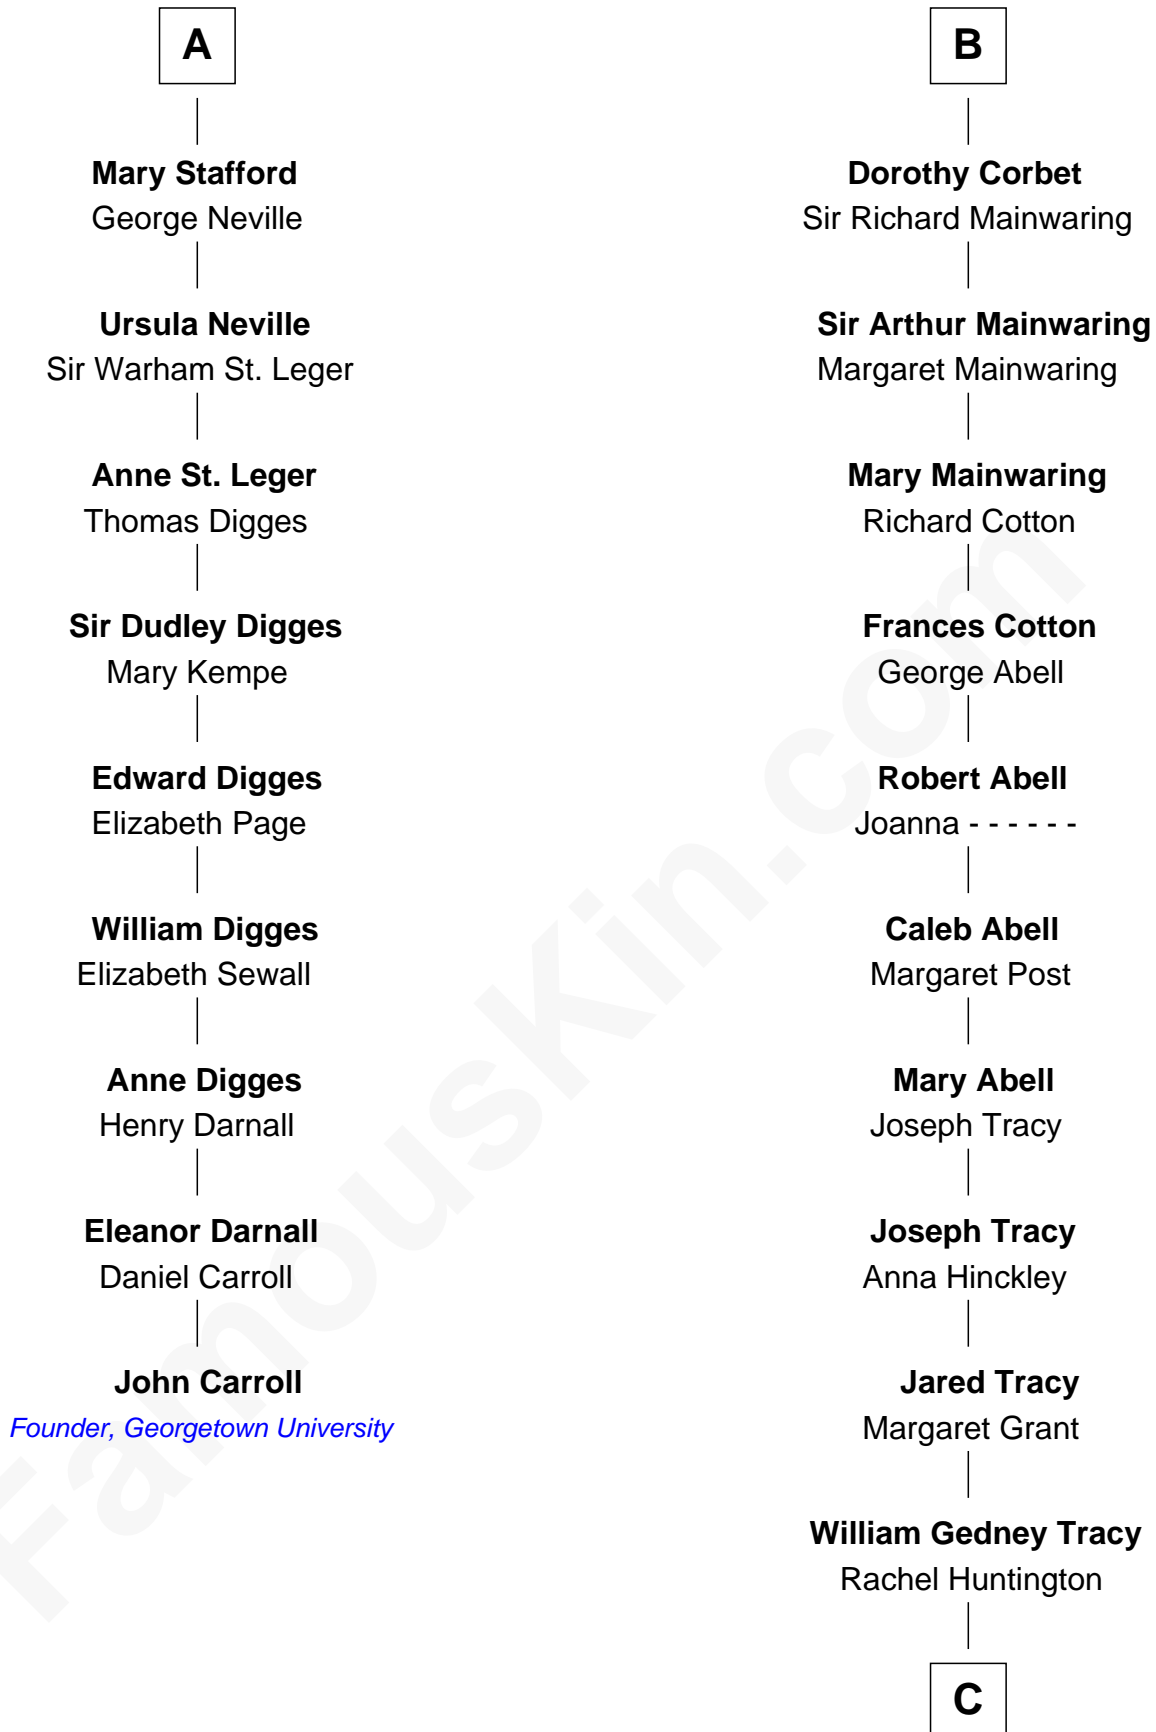 A
Mary Stafford
George Neville
Ursula Neville
Sir Warham St. Leger
Anne St. Leger
Thomas Digges
Sir Dudley Digges
Mary Kempe
Edward Digges
Elizabeth Page
William Digges
Elizabeth Sewall
Anne Digges
Henry Darnall
Eleanor Darnall
Daniel Carroll
John Carroll
Founder, Georgetown University
B
Dorothy Corbet
Sir Richard Mainwaring
Sir Arthur Mainwaring
Margaret Mainwaring
Mary Mainwaring
Richard Cotton
Frances Cotton
George Abell
Robert Abell
Joanna - - - - - -
Caleb Abell
Margaret Post
Mary Abell
Joseph Tracy
Joseph Tracy
Anna Hinckley
Jared Tracy
Margaret Grant
William Gedney Tracy
Rachel Huntington
C
FamousKin.com